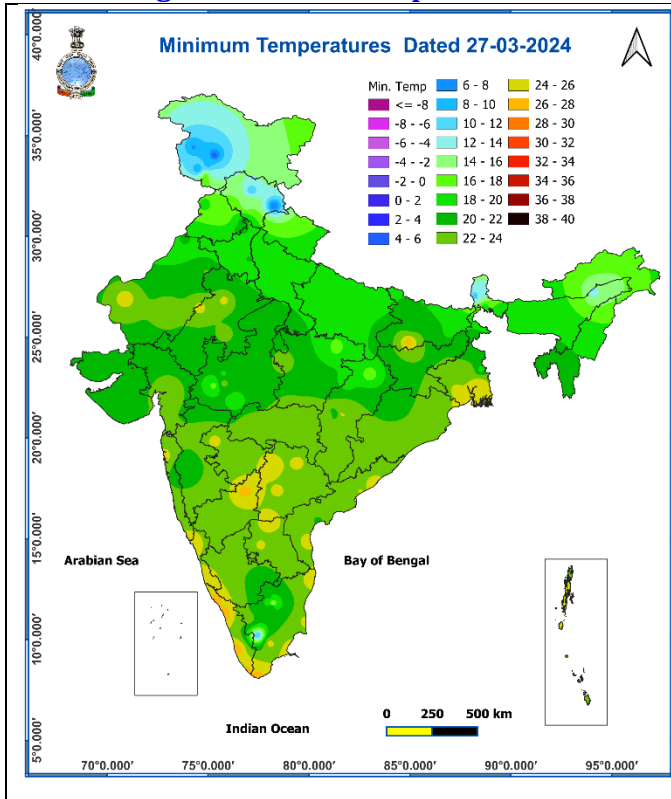 Minimum Temperatures Dated 27-03-2024
Min. Temp
<= -8
-8 - -6
-6 - -4
-4 - -2
-2 - 0
0 - 2
2 - 4
4 - 6
6 - 8
8 - 10
10 - 12
12 - 14
14 - 16
16 - 18
18 - 20
20 - 22
22 - 24
24 - 26
26 - 28
28 - 30
30 - 32
32 - 34
34 - 36
36 - 38
38 - 40
40°0.000'
35°0.000'
30°0.000'
25°0.000'
20°0.000'
15°0.000'
10°0.000'
5°0.000'
Arabian Sea
Bay of Bengal
Indian Ocean
0 250 500 km
70°0.000' 75°0.000' 80°0.000' 85°0.000' 90°0.000' 95°0.000'